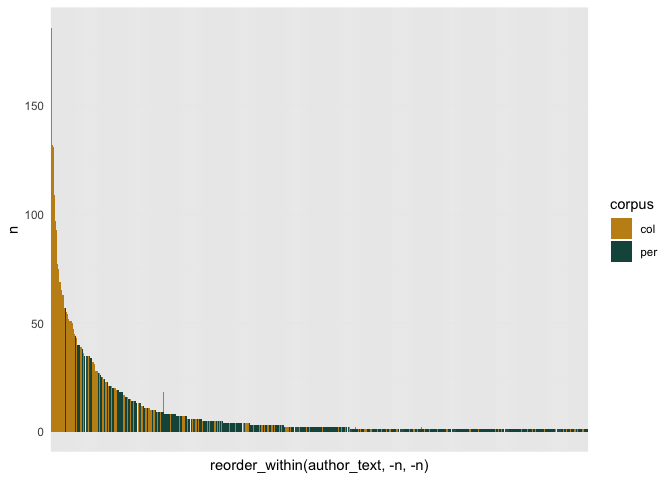 150
100
50
0
n
reorder_within(author_text, -n, -n)
corpus
col
per